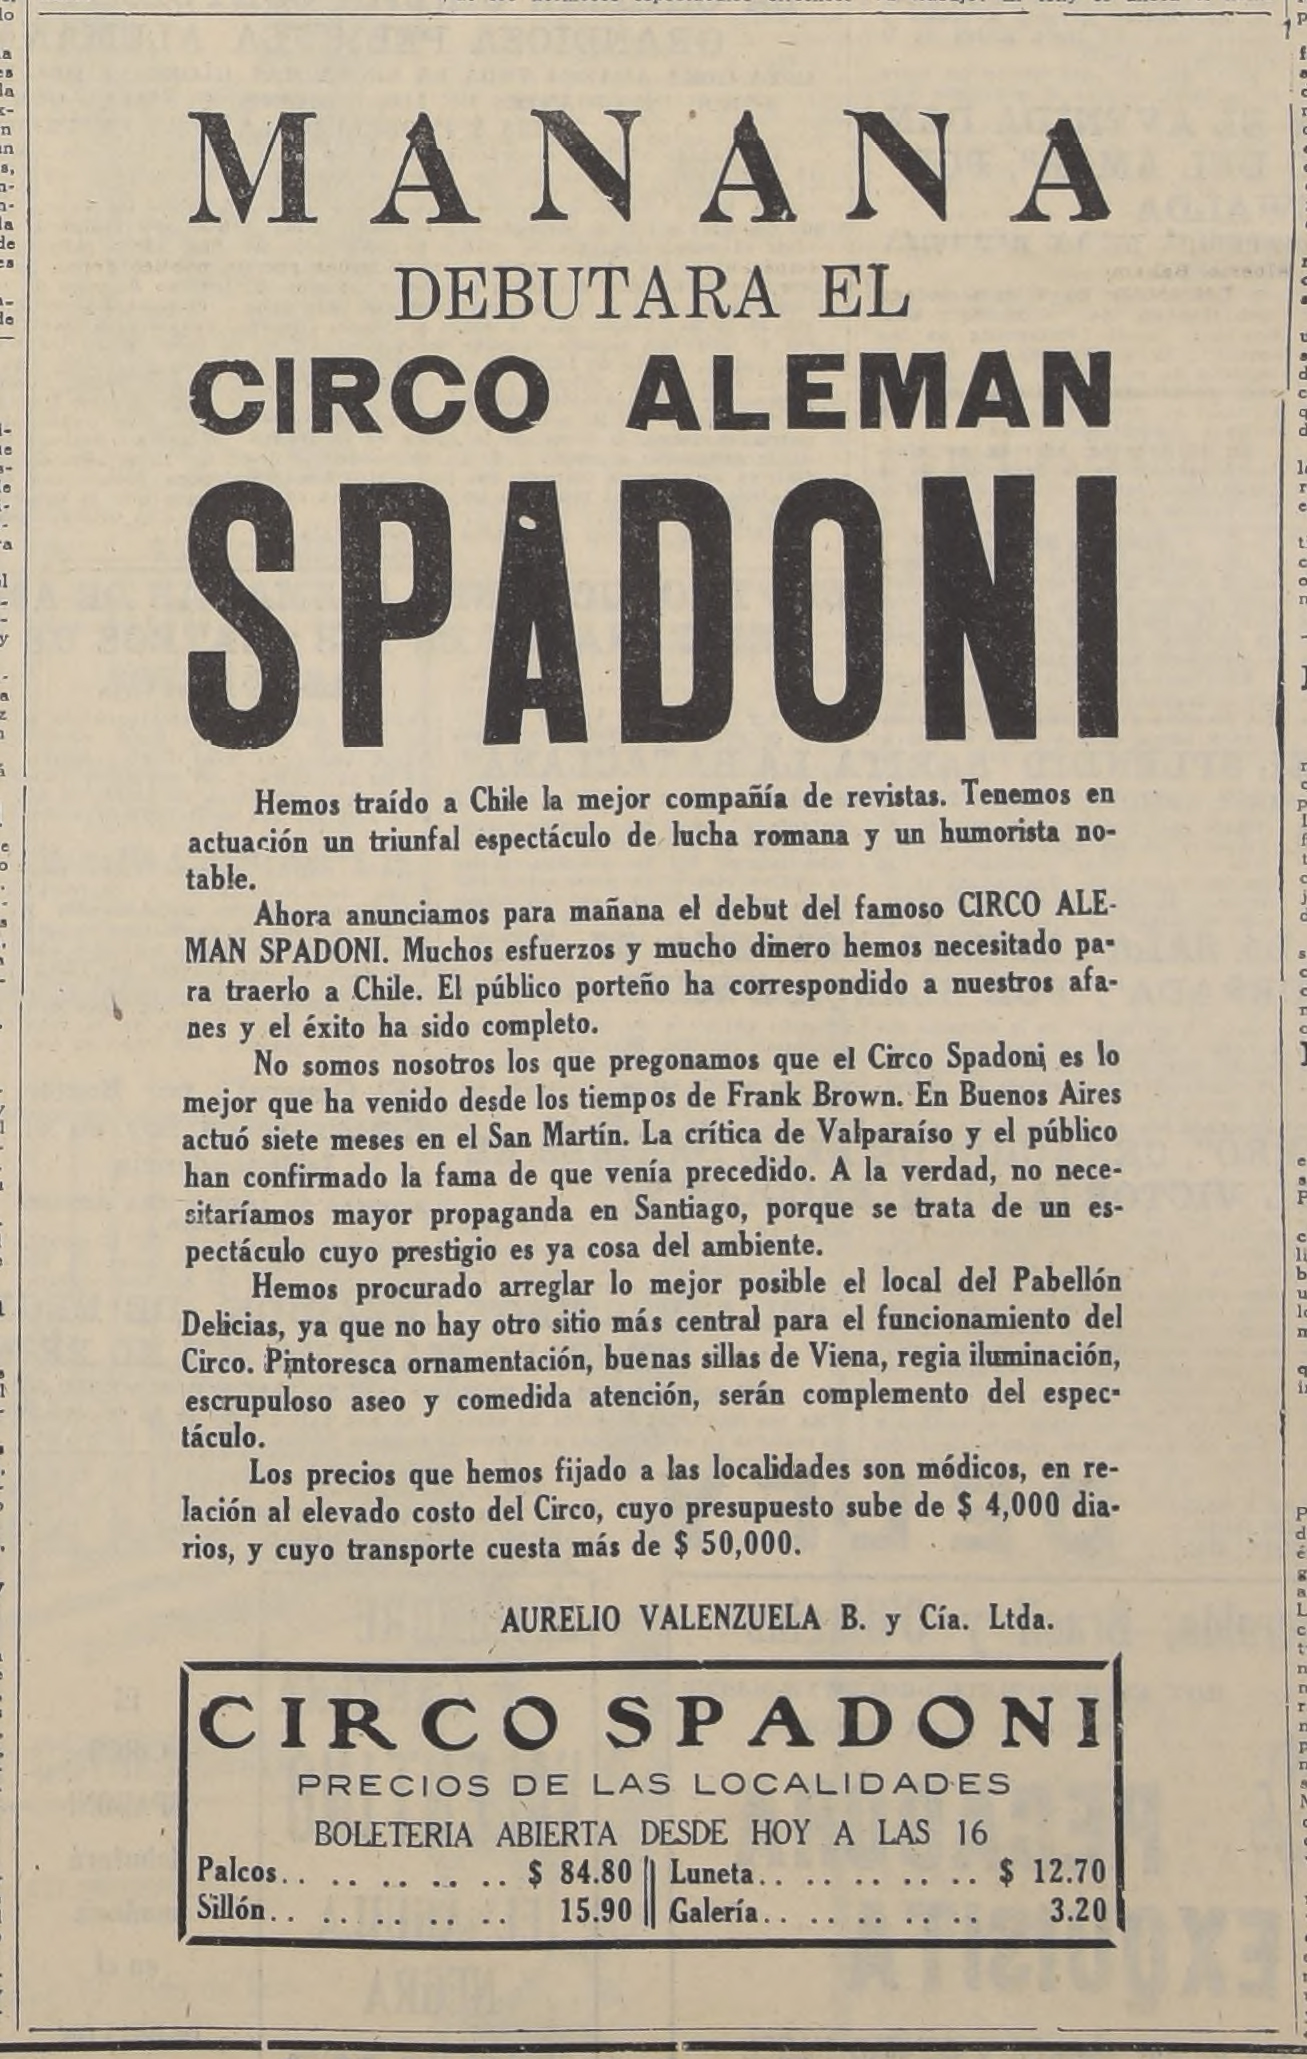 MANANA
DEBUTARA EL
CIRCO ALEMAN
SPADONI
Hemos traído a Chile la mejor compañía de revistas. Tenemos en
actuación un triunfal espectáculo de lucha romana y un humorista no-
table.
Ahora anunciamos para mañana el debut del famoso CIRCO ALE-
MAN SPADONI. Muchos esfuerzos y mucho dinero hemos necesitado pa-
ra traerlo a Chile. El público porteño ha correspondido a nuestros afa-
nes y el éxito ha sido completo.
No somos nosotros los que pregonamos que el Circo Spadoni es lo
mejor que ha venido desde los tiempos de Frank Brown. En Buenos Aires
actuó siete meses en el San Martín. La crítica de Valparaíso y el público
han confirmado la fama de que venía precedido. A la verdad, no nece-
sitaríamos mayor propaganda en Santiago, porque se trata de un es-
pectáculo cuyo prestigio es ya cosa del ambiente.
Hemos procurado arreglar lo mejor posible el local del Pabellón
Delicias, ya que no hay otro sitio más central para el funcionamiento del
Circo. Pintoresca ornamentación, buenas sillas de Viena, regia iluminación,
escrupuloso aseo y comedida atención, serán complemento del espec-
táculo.
Los precios que hemos fijado a las localidades son módicos, en re-
lación al elevado costo del Circo, cuyo presupuesto sube de $ 4,000 dia-
rios, y cuyo transporte cuesta más de $ 50,000.
AURELIO VALENZUELA B. y Cía. Ltda.
CIRCO SPADONI
PRECIOS DE LAS LOCALIDADES
BOLETERIA ABIERTA DESDE HOY A LAS 16
Palcos.. .. .. .. .. .. $ 84.80 || Luneta.. .. .. .. .. .. $ 12.70
Sillón.. .. .. .. .. .. 15.90 || Galería.. .. .. .. .. .. 3.20